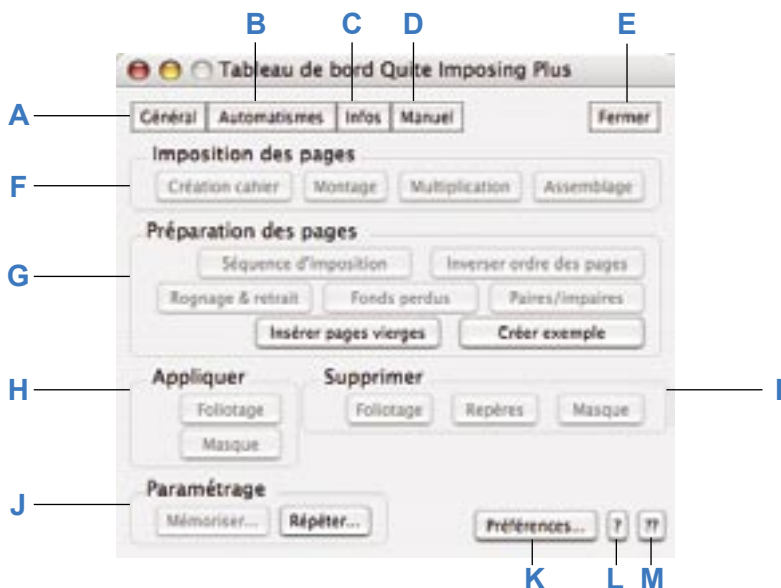 B C D E
Tableau de bord Quite Imposing Plus
A Général Automatismes Infos Manuel Fermer
Imposition des pages
F Création cahier Montage Multiplication Assemblage
Préparation des pages
Séquence d'imposition Inverser ordre des pages
G
Rognage & retrait Fonds perdus Paires/impaires
Insérer pages vierges Créer exemple
Appliquer Supprimer
H I
Foliotage Foliotage Repères Masque
Masque
Paramétrage
J Mémoriser... Répéter... Préférences... ? ??
K L M